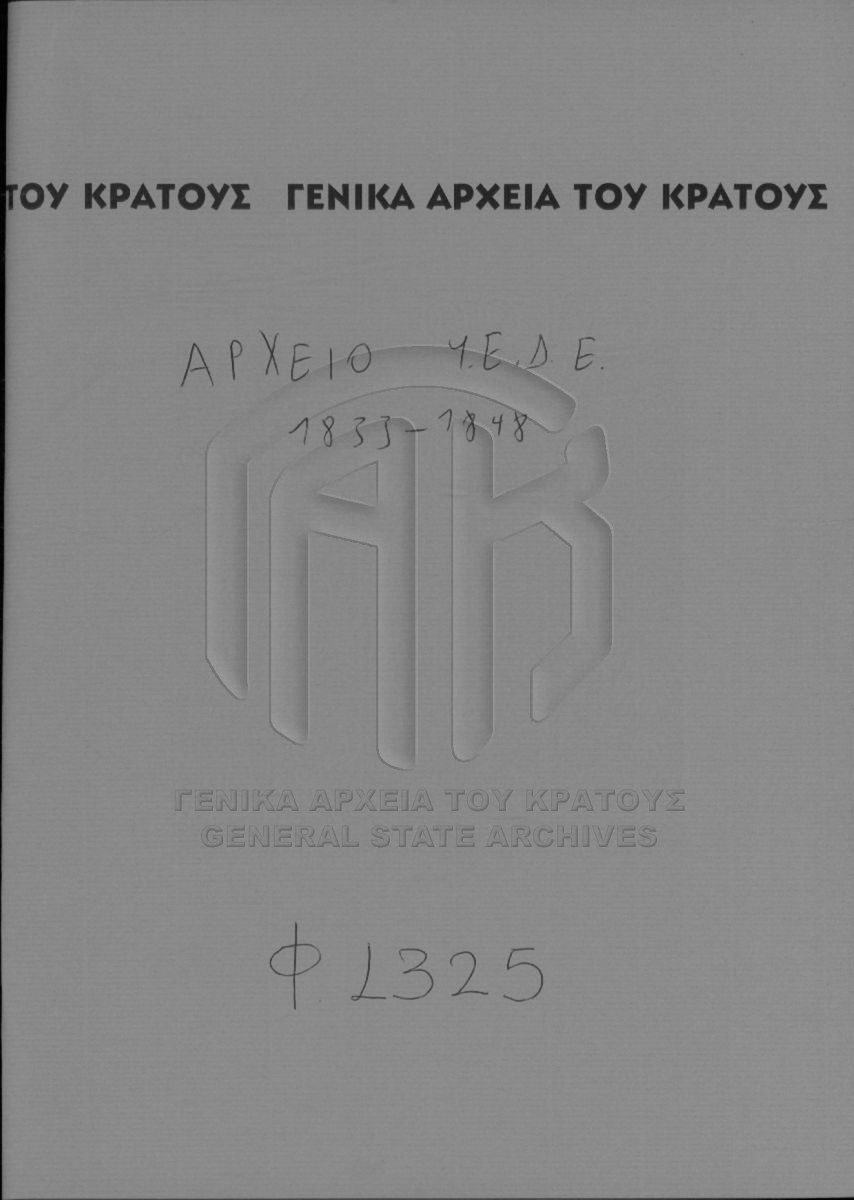 ΤΟΥ ΚΡΑΤΟΥΣ ΓΕΝΙΚΑ ΑΡΧΕΙΑ ΤΟΥ ΚΡΑΤΟΥΣ
ΑΡΧΕΙΟ Υ.Ε.Δ.Ε.
1833-1848
ΓΕΝΙΚΑ ΑΡΧΕΙΑ ΤΟΥ ΚΡΑΤΟΥΣ
GENERAL STATE ARCHIVES
Φ 1325